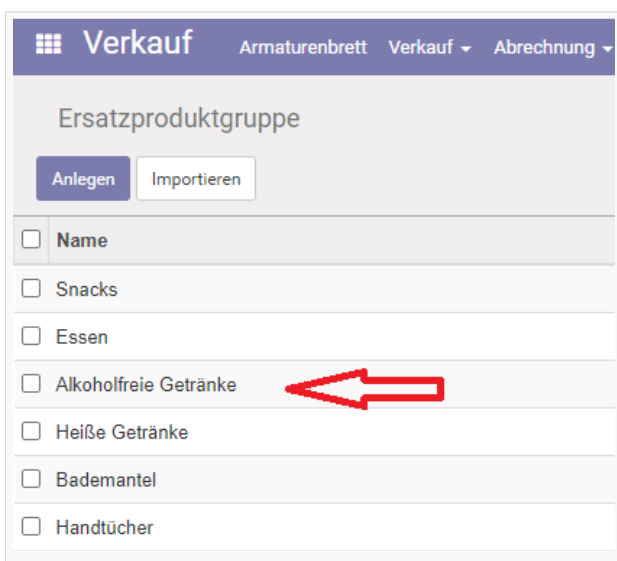 Verkauf Armaturenbrett Verkauf Abrechnung
Ersatzproduktgruppe
Anlegen Importieren
Name
Snacks
Essen
Alkoholfreie Getränke
Heiße Getränke
Bademantel
Handtücher